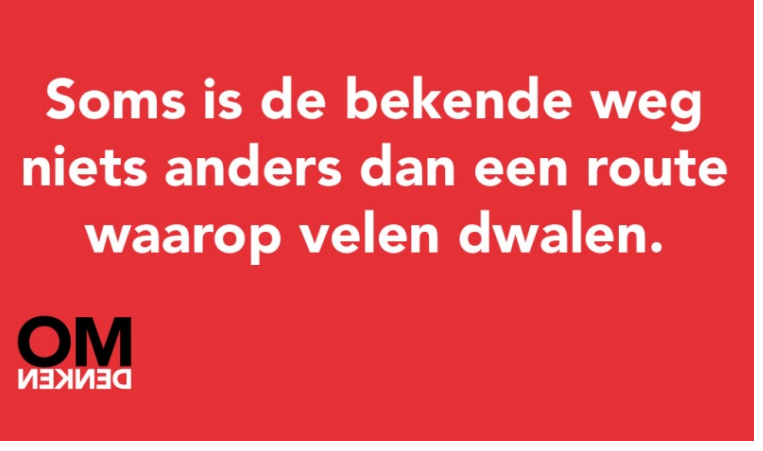 Soms is de bekende weg
niets anders dan een route
waarop velen dwalen.
OM
DENKEN